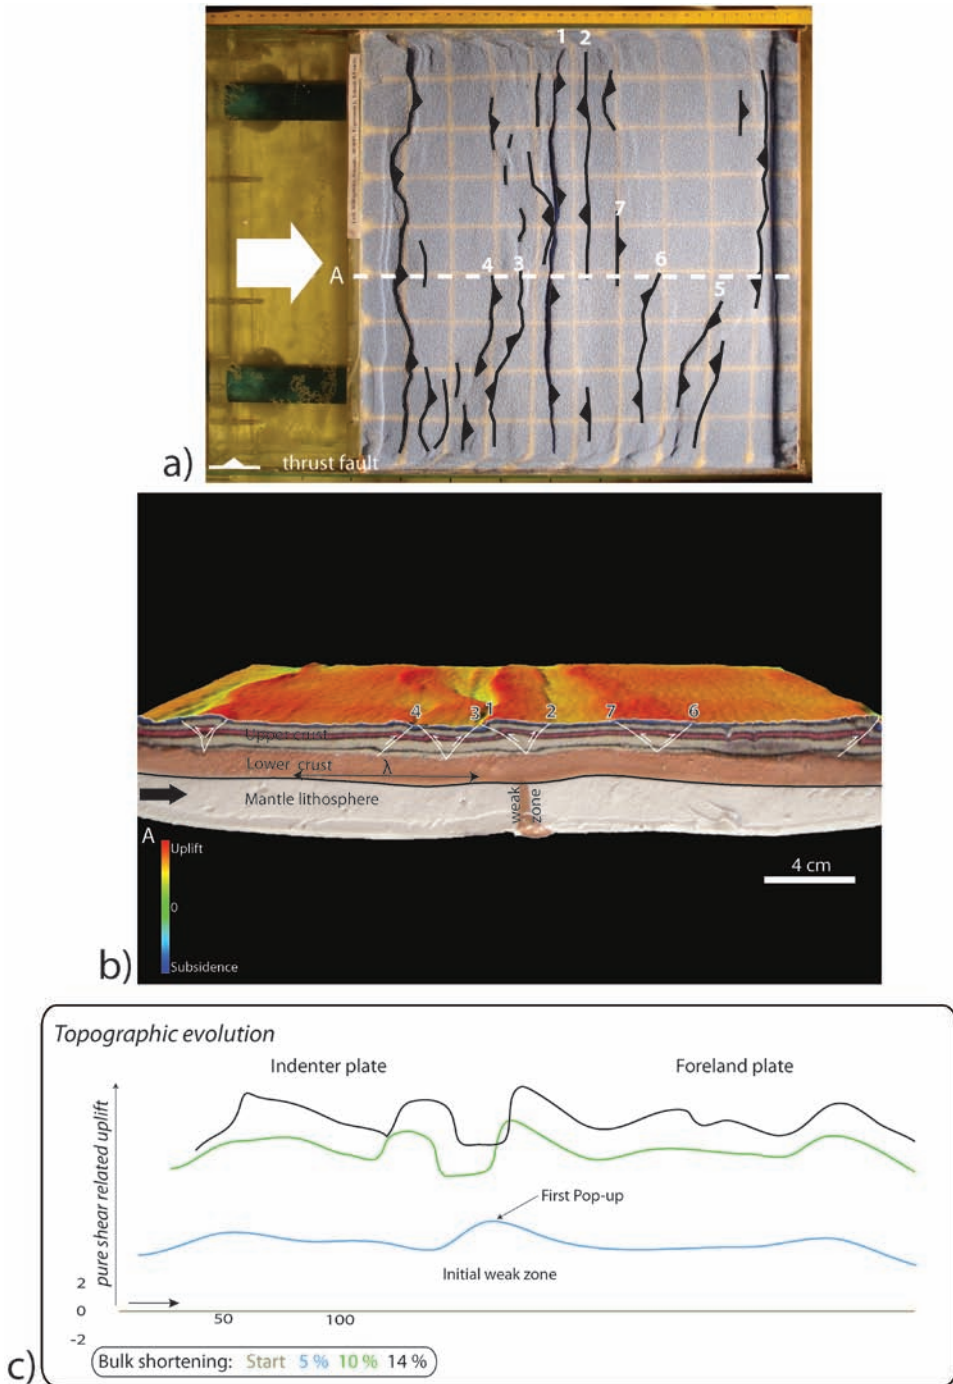 1 2
7
A
4 3
6
5
thrust fault
a)
4 3 1 2 7 6
Upper crust
Lower crust
λ
Mantle lithosphere
weak zone
A
Uplift
0
Subsidence
4 cm
b)
Topographic evolution
Indenter plate
Foreland plate
pure shear related uplift
First Pop-up
Initial weak zone
2
0
-2
50
100
Bulk shortening: Start 5 % 10 % 14 %
c)